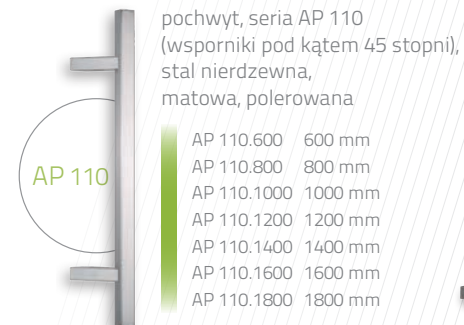 pochwyt, seria AP 110
(wsporniki pod kątem 45 stopni),
stal nierdzewna,
matowa, polerowana
AP 110
AP 110.600 600 mm
AP 110.800 800 mm
AP 110.1000 1000 mm
AP 110.1200 1200 mm
AP 110.1400 1400 mm
AP 110.1600 1600 mm
AP 110.1800 1800 mm